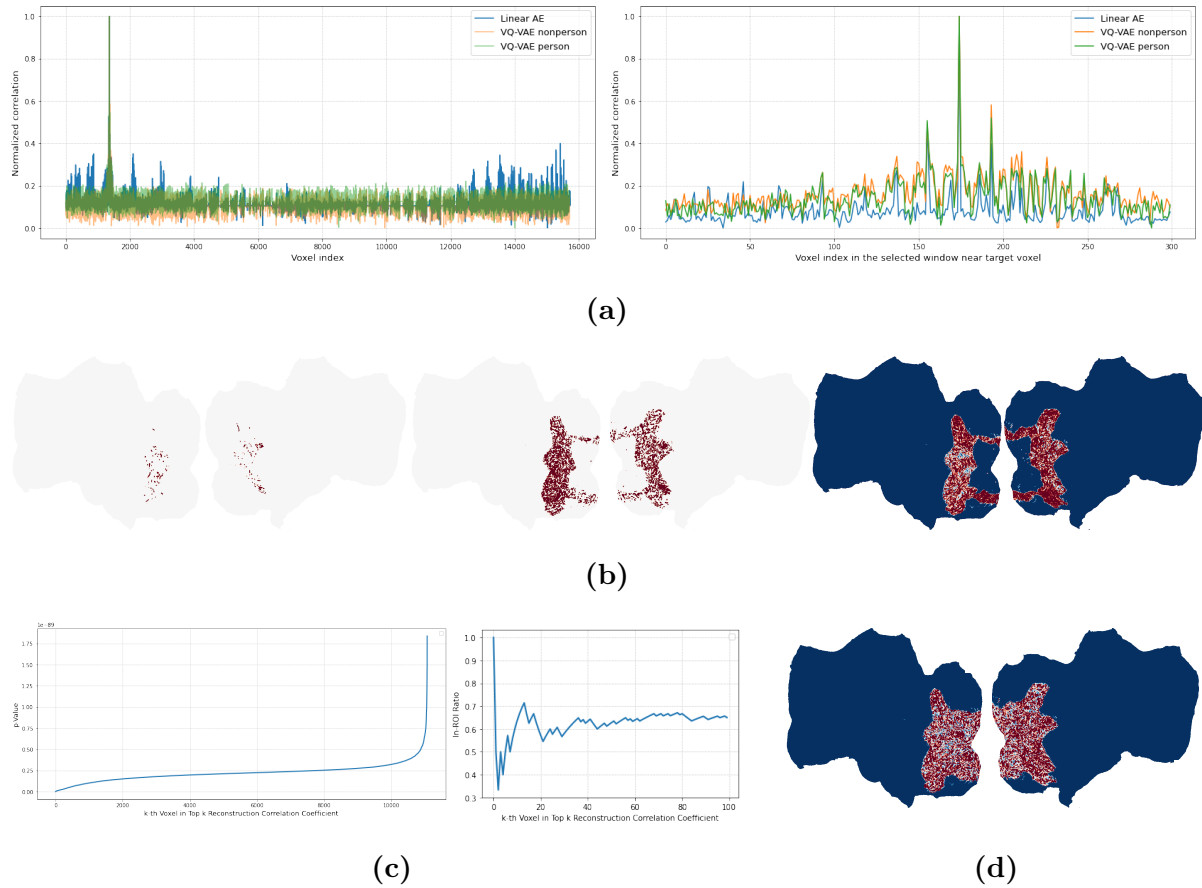 1.0
0.8
0.6
0.4
0.2
0.0
Normalized correlation
Linear AE
VQ-VAE nonperson
VQ-VAE person
0 2000 4000 6000 8000 10000 12000 14000 16000
Voxel index
1.0
0.8
0.6
0.4
0.2
0.0
Normalized correlation
Linear AE
VQ-VAE nonperson
VQ-VAE person
0 50 100 150 200 250 300
Voxel index in the selected window near target voxel
(a)
(b)
1e-89
1.75
1.50
1.25
1.00
0.75
0.50
0.25
0.00
p Value
0 2000 4000 6000 8000 10000
k-th Voxel in Top k Reconstruction Correlation Coefficient
1.0
0.9
0.8
0.7
0.6
0.5
0.4
0.3
In-ROI Ratio
0 20 40 60 80 100
k-th Voxel in Top k Reconstruction Correlation Coefficient
(c)
(d)